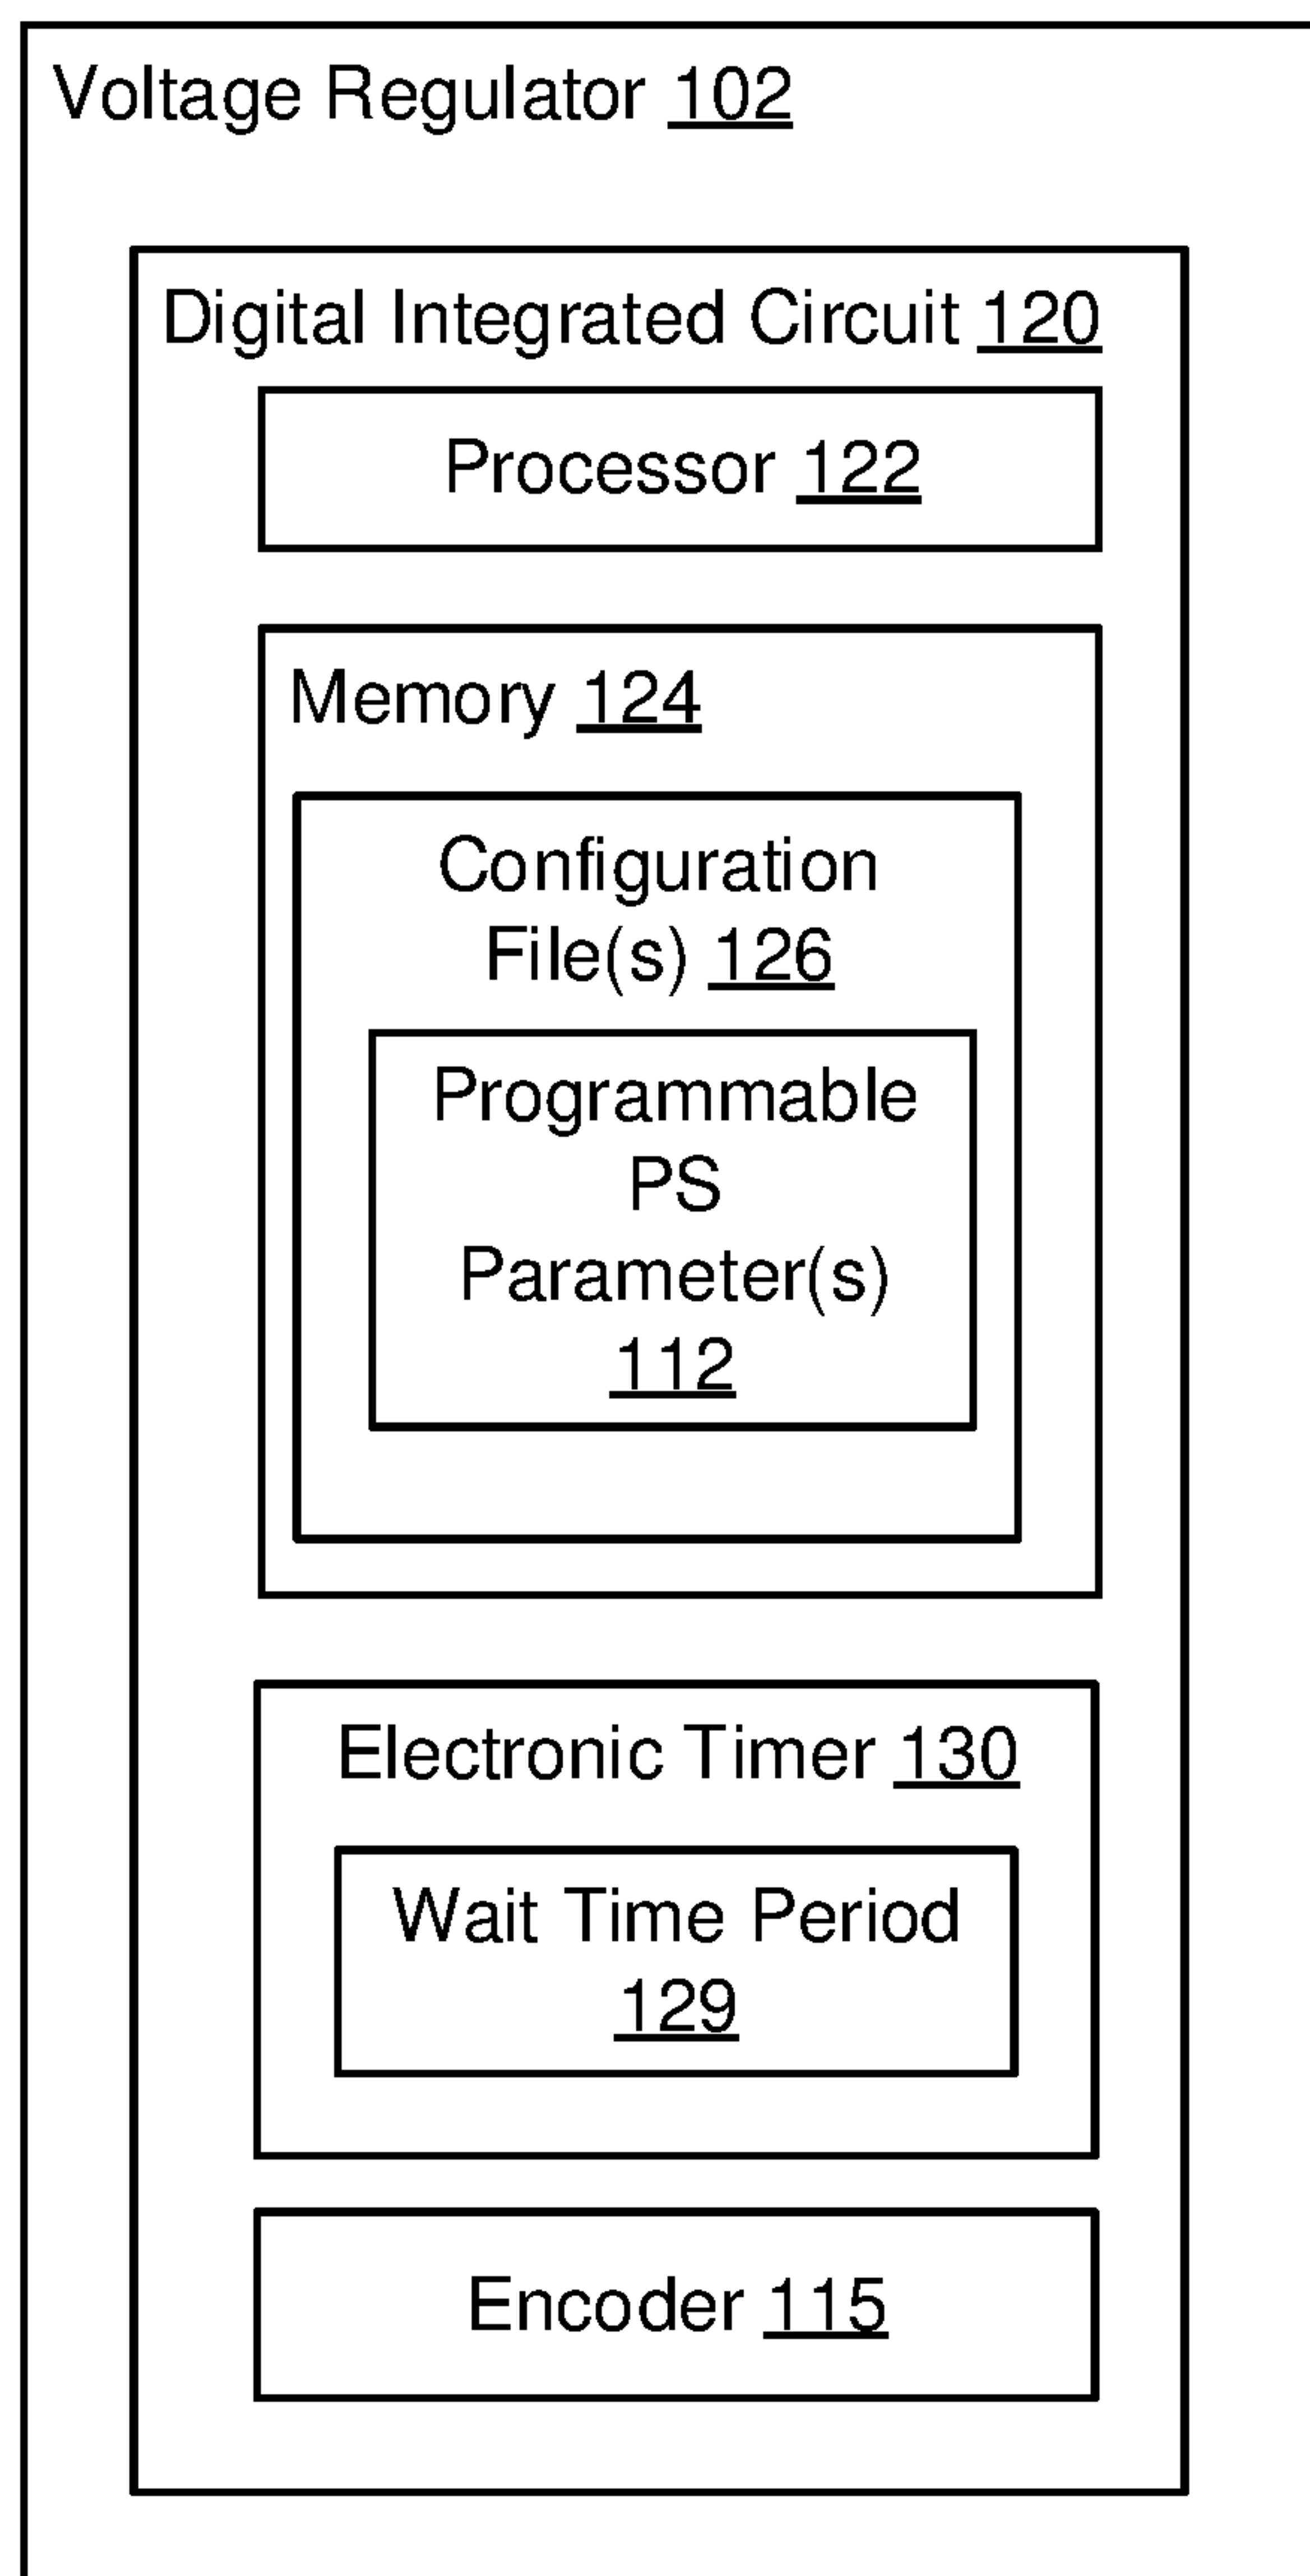 Voltage Regulator 102
Digital Integrated Circuit 120
Processor 122
Memory 124
Configuration
File(s) 126
Programmable
PS
Parameter(s)
112
Electronic Timer 130
Wait Time Period
129
Encoder 115